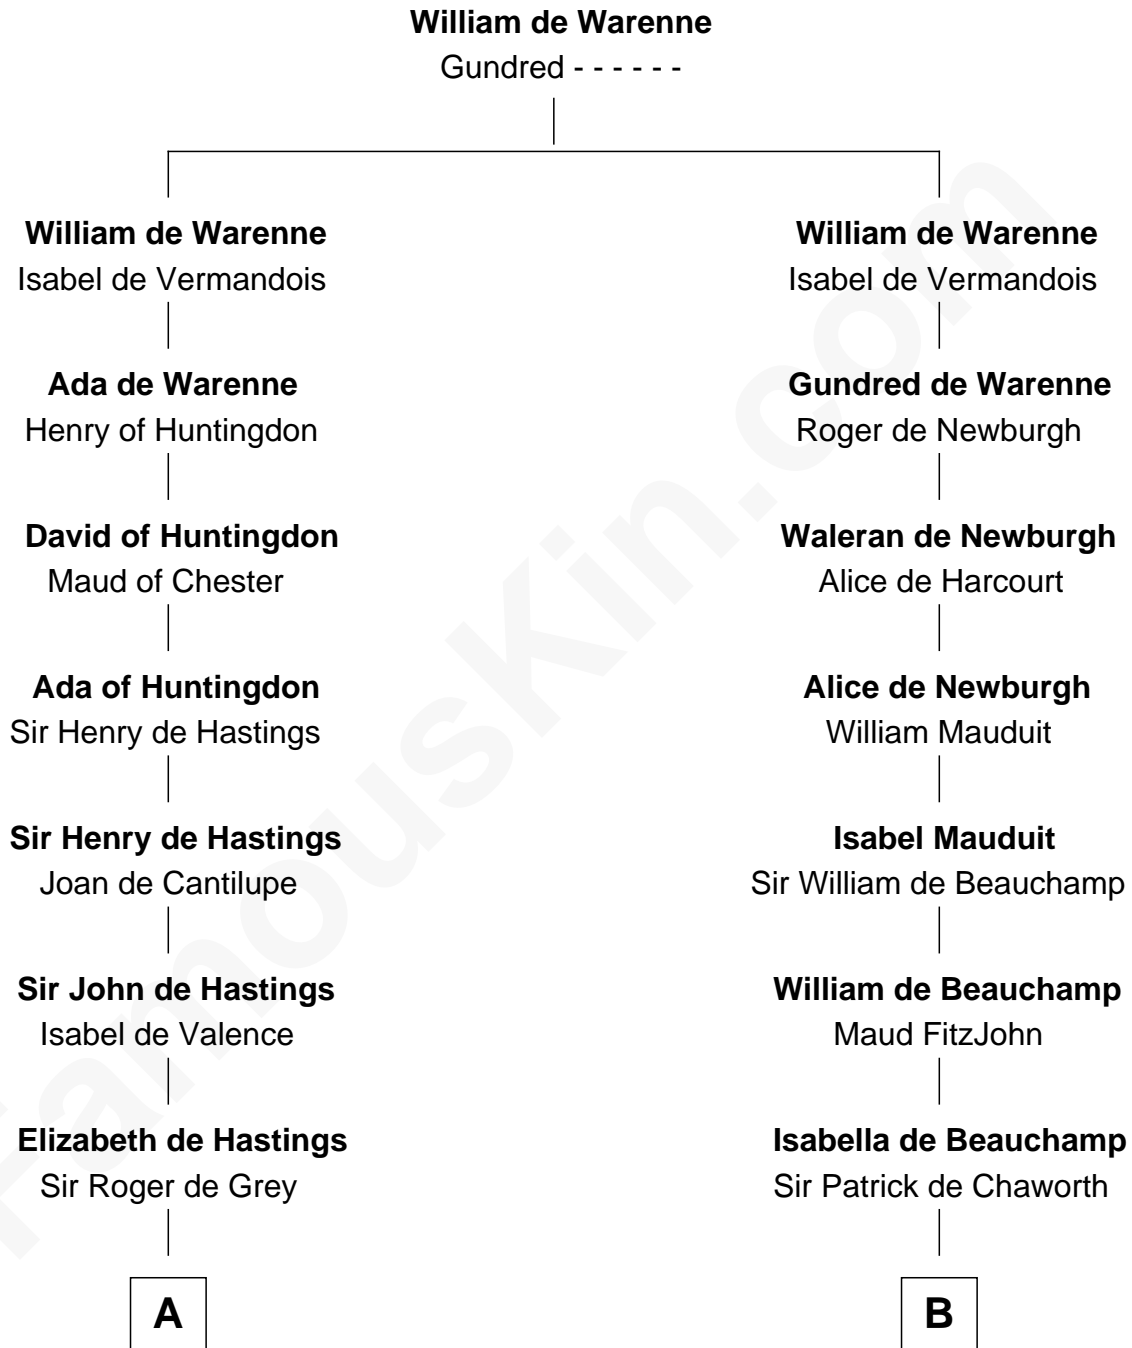 William de Warenne
Gundred - - - - - -
William de Warenne
Isabel de Vermandois
William de Warenne
Isabel de Vermandois
Ada de Warenne
Henry of Huntingdon
Gundred de Warenne
Roger de Newburgh
David of Huntingdon
Maud of Chester
Waleran de Newburgh
Alice de Harcourt
Ada of Huntingdon
Sir Henry de Hastings
Alice de Newburgh
William Mauduit
Sir Henry de Hastings
Joan de Cantilupe
Isabel Mauduit
Sir William de Beauchamp
Sir John de Hastings
Isabel de Valence
William de Beauchamp
Maud FitzJohn
Elizabeth de Hastings
Sir Roger de Grey
Isabella de Beauchamp
Sir Patrick de Chaworth
A
B
FamousKin.com